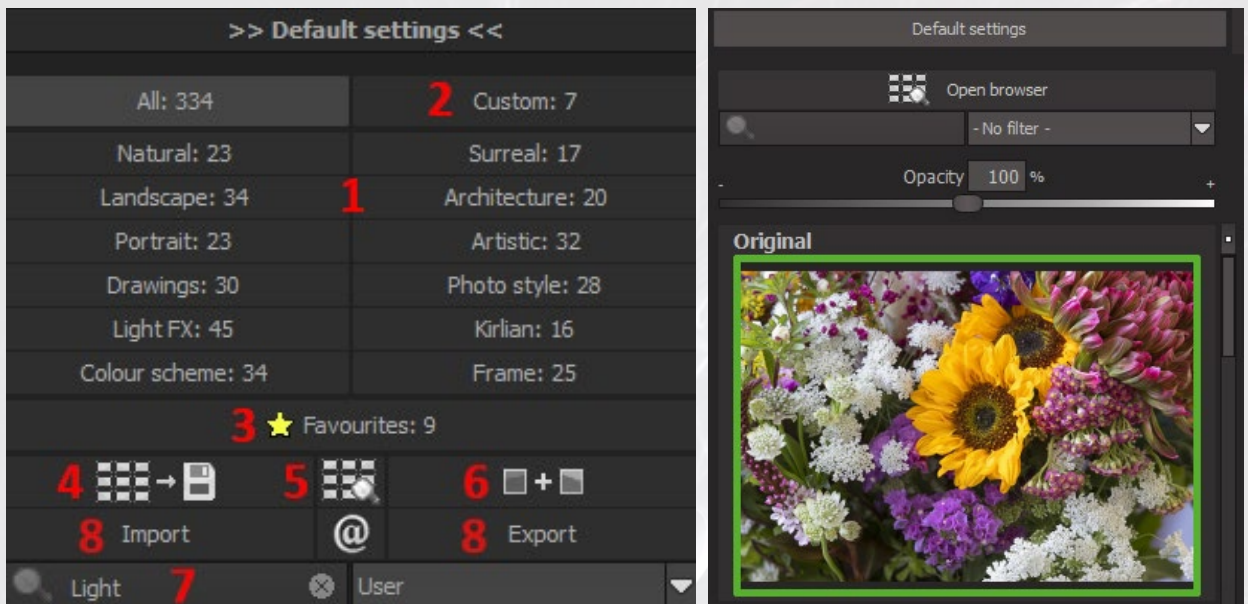 >> Default settings <<
All: 334
2 Custom: 7
Natural: 23
Surreal: 17
1
Landscape: 34
Architecture: 20
Portrait: 23
Artistic: 32
Drawings: 30
Photo style: 28
Light FX: 45
Kirlian: 16
Colour scheme: 34
Frame: 25
3 Favourites: 9
4 5 6
8 Import @ 8 Export
Light 7 User
Default settings
Open browser
- No filter -
Opacity 100 %
- +
Original